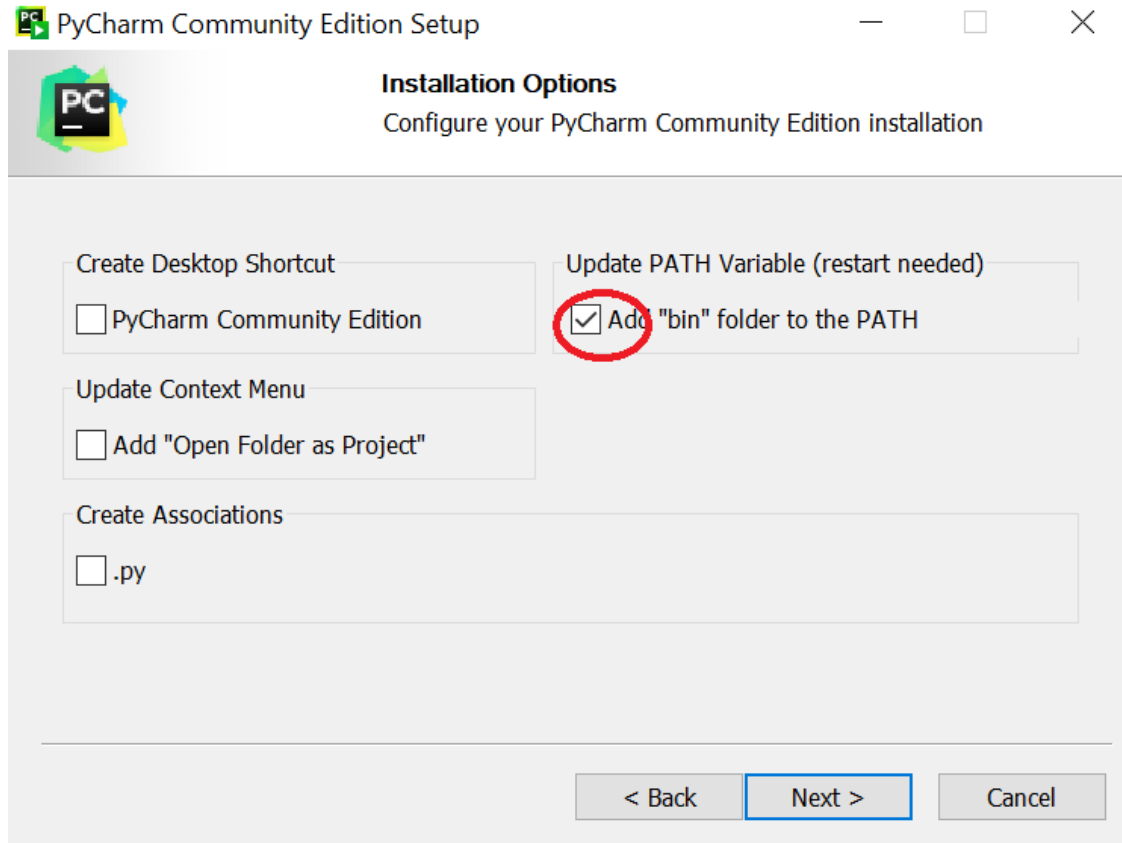 PyCharm Community Edition Setup
PC
Installation Options
Configure your PyCharm Community Edition installation
Create Desktop Shortcut
PyCharm Community Edition
Update PATH Variable (restart needed)
Add "bin" folder to the PATH
Update Context Menu
Add "Open Folder as Project"
Create Associations
.py
< Back
Next >
Cancel